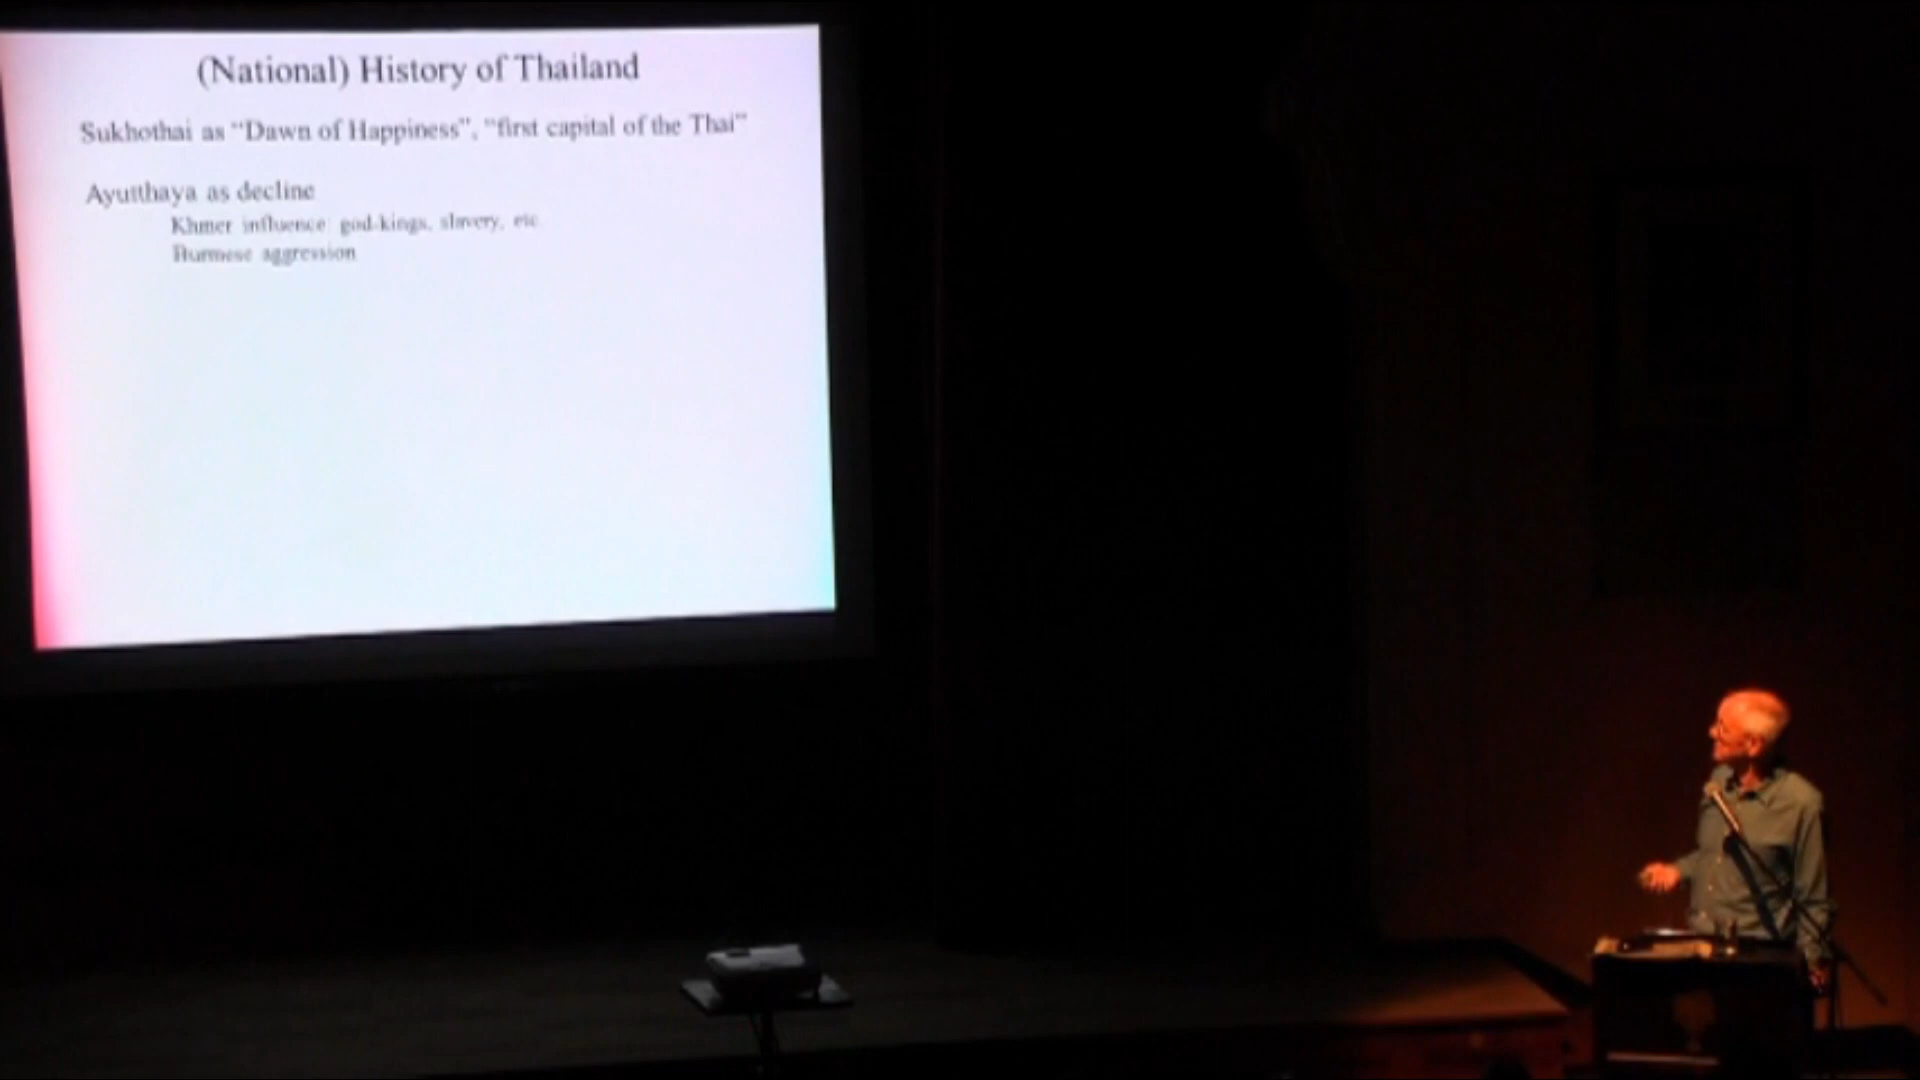 (National) History of Thailand
Sukhothai as "Dawn of Happiness", "first capital of the Thai"
Ayutthaya as decline
Khmer influence: god-kings, slavery, etc
Burmese aggression